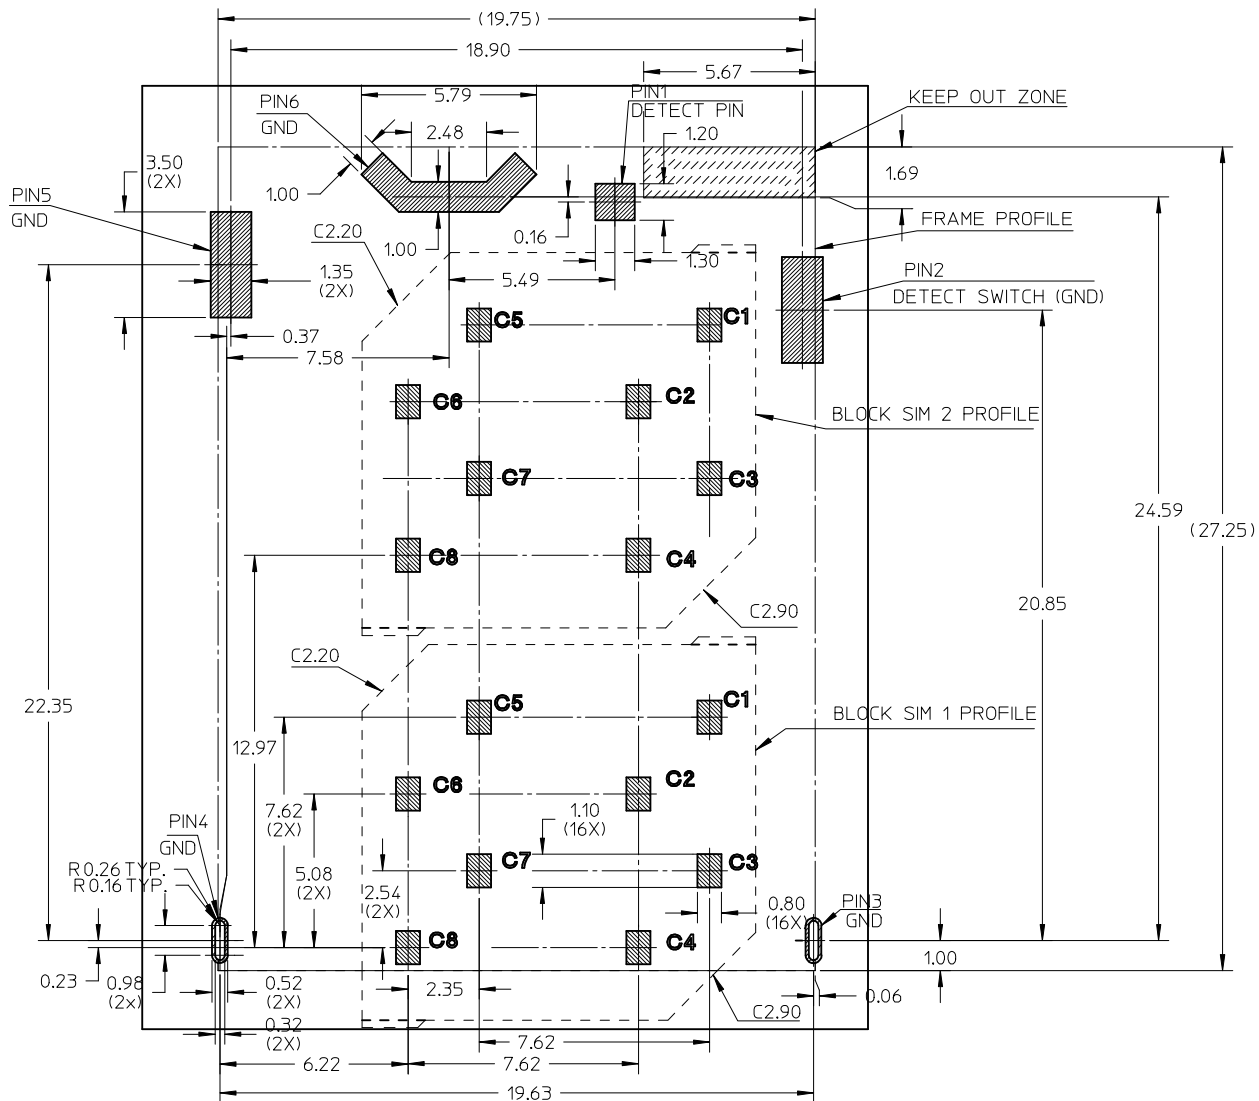 (19.75)
18.90
5.67
5.79
PIN1
DETECT PIN
KEEP OUT ZONE
PIN6
GND
2.48
1.20
3.50
(2X)
1.69
PIN5
GND
1.00
C2.20
1.00
0.16
1.30
FRAME PROFILE
PIN2
DETECT SWITCH (GND)
1.35
(2X)
5.49
C5
C1
0.37
7.58
C6
C2
BLOCK SIM 2 PROFILE
C7
C3
24.59
(27.25)
C8
C4
20.85
C2.90
C2.20
22.35
C5
C1
BLOCK SIM 1 PROFILE
12.97
C6
C2
7.62
(2X)
1.10
(16X)
PIN4
GND
C7
C3
R0.26 TYP.
R0.16 TYP.
5.08
(2X)
2.54
(2X)
0.80
(16X)
PIN3
GND
C8
C4
1.00
0.23
0.98
(2x)
0.52
(2X)
2.35
0.06
C2.90
0.32
(2X)
7.62
6.22
7.62
19.63